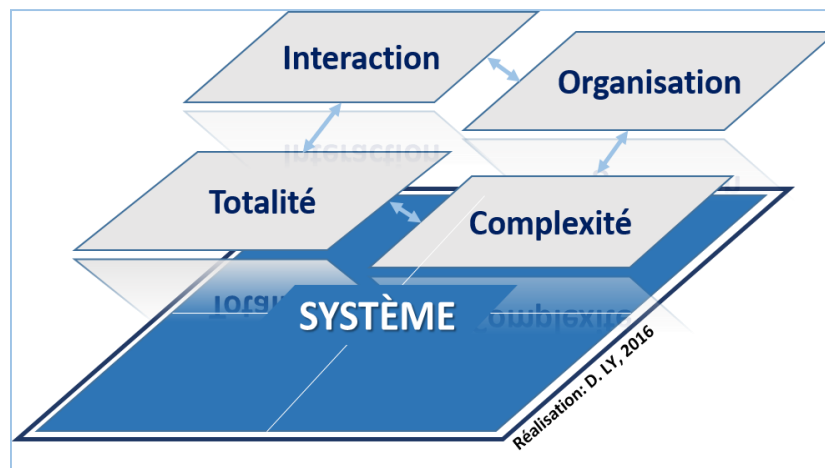 Interaction
Organisation
Totalité
Complexité
SYSTÈME
Réalisation: D. LY, 2016